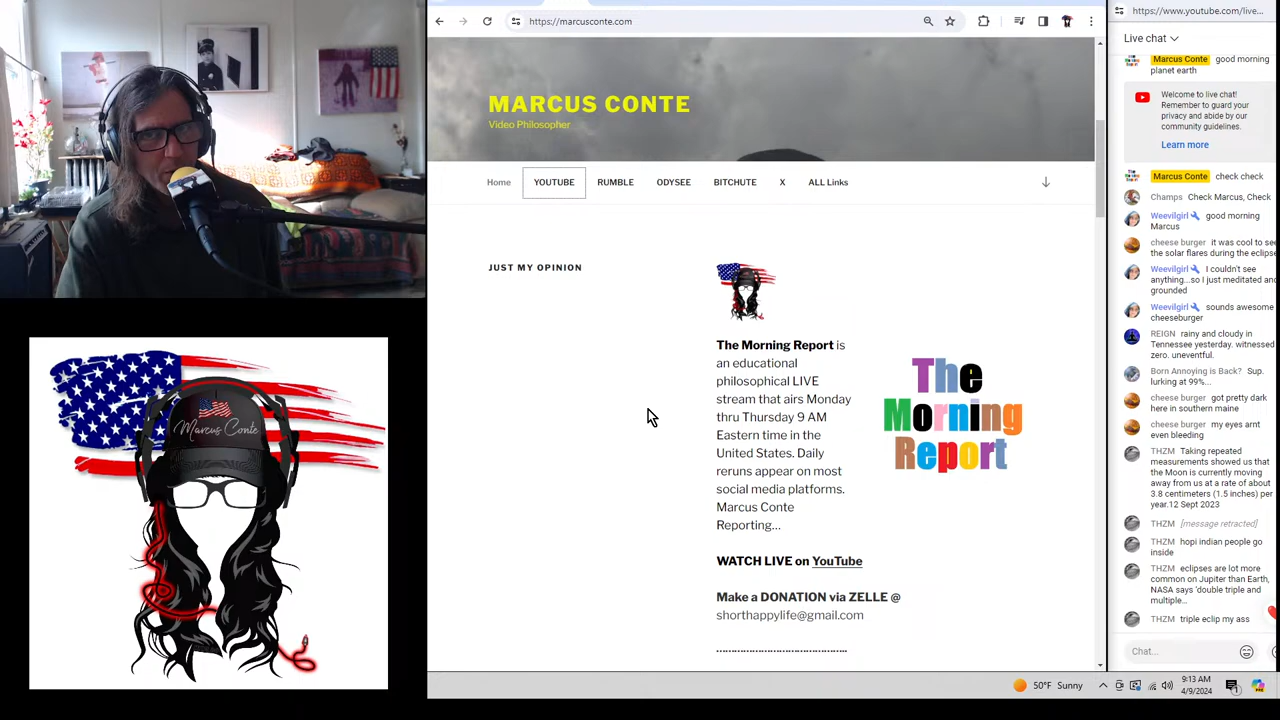 https://marcusconte.com
MARCUS CONTE
Video Philosopher
Home
YOUTUBE
RUMBLE
ODYSEE
BITCHUTE
X
ALL Links
JUST MY OPINION
The Morning Report is
an educational
philosophical LIVE
stream that airs Monday
thru Thursday 9 AM
Eastern time in the
United States. Daily
reruns appear on most
social media platforms.
Marcus Conte
Reporting...
The
Morning
Report
WATCH LIVE on YouTube
Make a DONATION via ZELLE @
shorthappylife@gmail.com
Marcus Conte
https://www.youtube.com/live...
Live chat
Marcus Conte good morning
planet earth
Welcome to live chat!
Remember to guard your
privacy and abide by our
community guidelines.
Learn more
Marcus Conte check check
Champs Check Marcus, Check
Weevilgirl good morning
Marcus
cheese burger it was cool to see
the solar flares during the eclipse
Weevilgirl I couldn't see
anything...so I just meditated and
grounded
Weevilgirl sounds awesome
cheeseburger
REIGN rainy and cloudy in
Tennessee yesterday. witnessed
zero. uneventful.
Born Annoying is Back? Sup.
lurking at 99%...
cheese burger got pretty dark
here in southern maine
cheese burger my eyes arnt
even bleeding
THZM Taking repeated
measurements showed us that
the Moon is currently moving
away from us at a rate of about
3.8 centimeters (1.5 inches) per
year.12 Sept 2023
THZM [message retracted]
THZM hopi indian people go
inside
THZM eclipses are lot more
common on Jupiter than Earth,
NASA says 'double triple and
multiple...
THZM triple eclip my ass
Chat...
50°F Sunny
9:13 AM
4/9/2024